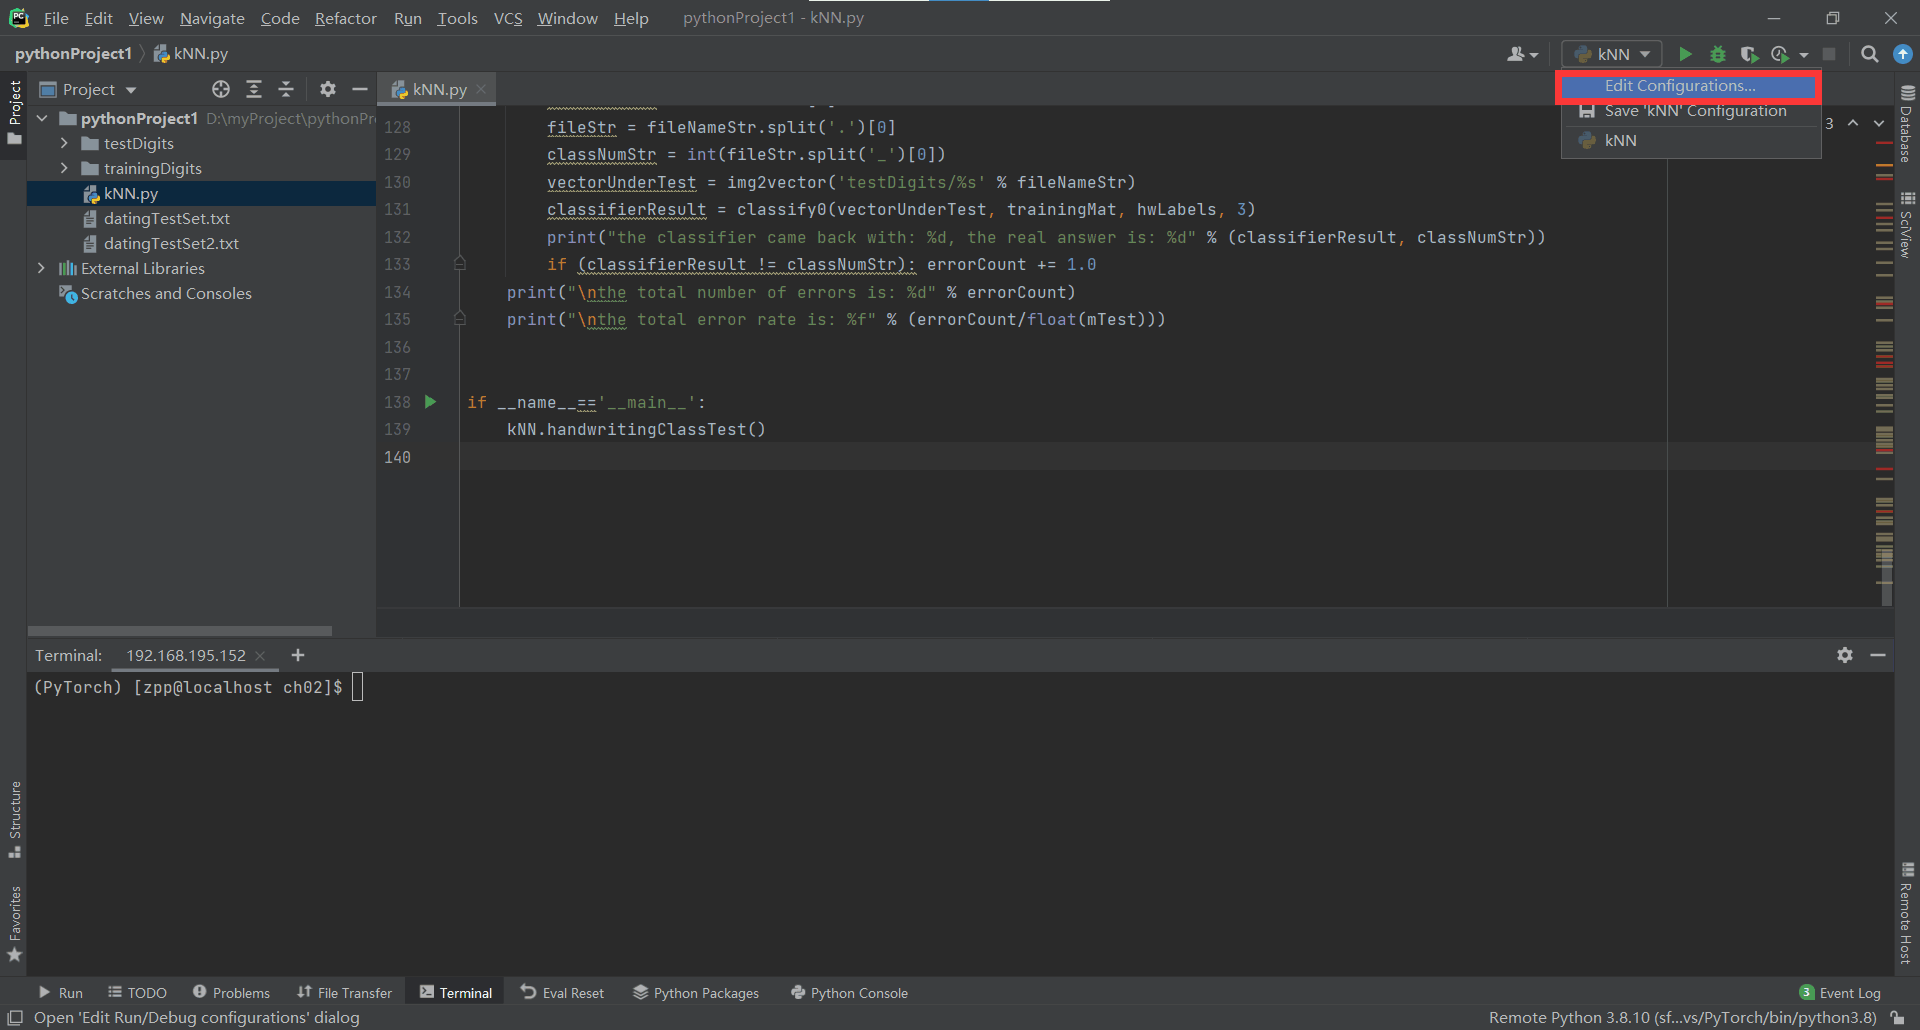 File Edit View Navigate Code Refactor Run Tools VCS Window Help pythonProject1 - kNN.py
pythonProject1 kNN.py
kNN
Project
kNN.py
Edit Configurations...
Save 'kNN' Configuration
kNN
3
pythonProject1 D:\myProject\pythonPr
testDigits
trainingDigits
kNN.py
datingTestSet.txt
datingTestSet2.txt
External Libraries
Scratches and Consoles
128 fileStr = fileNameStr.split('.')[0]
129 classNumStr = int(fileStr.split('_')[0])
130 vectorUnderTest = img2vector('testDigits/%s' % fileNameStr)
131 classifierResult = classify0(vectorUnderTest, trainingMat, hwLabels, 3)
132 print("the classifier came back with: %d, the real answer is: %d" % (classifierResult, classNumStr))
133 if (classifierResult != classNumStr): errorCount += 1.0
134 print("\nthe total number of errors is: %d" % errorCount)
135 print("\nthe total error rate is: %f" % (errorCount/float(mTest)))
136
137
138 if __name__=='__main__':
139 kNN.handwritingClassTest()
140
Project
Structure
Favorites
Database
SciView
Remote Host
Terminal: 192.168.195.152
(PyTorch) [zpp@localhost ch02]$
Run TODO Problems File Transfer Terminal Eval Reset Python Packages Python Console 3 Event Log
Open 'Edit Run/Debug configurations' dialog Remote Python 3.8.10 (sf...vs/PyTorch/bin/python3.8)